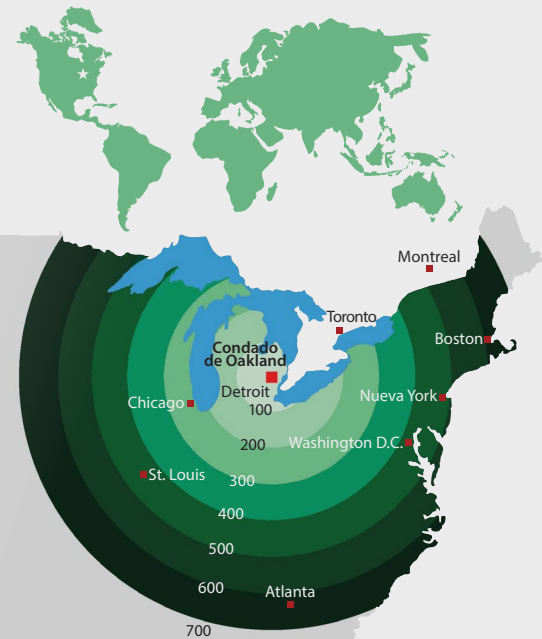 Montreal
Toronto
Boston
Condado
de Oakland
Detroit
Nueva York
Chicago
100
Washington D.C.
200
St. Louis
300
400
500
600
Atlanta
700